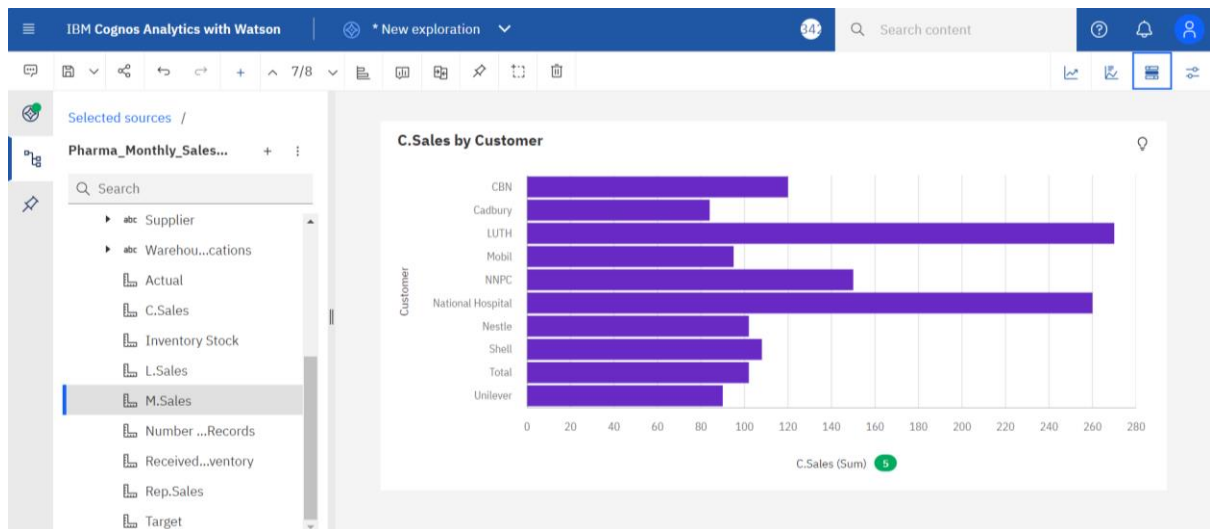 IBM Cognos Analytics with Watson
* New exploration
342
Search content
7/8
Selected sources /
Pharma_Monthly_Sales...
Search
abc Supplier
abc Warehou...cations
Actual
C.Sales
Inventory Stock
L.Sales
M.Sales
Number ...Records
Received...ventory
Rep.Sales
Target
C.Sales by Customer
Customer
CBN
Cadbury
LUTH
Mobil
NNPC
National Hospital
Nestle
Shell
Total
Unilever
0 20 40 60 80 100 120 140 160 180 200 220 240 260 280
C.Sales (Sum) 5